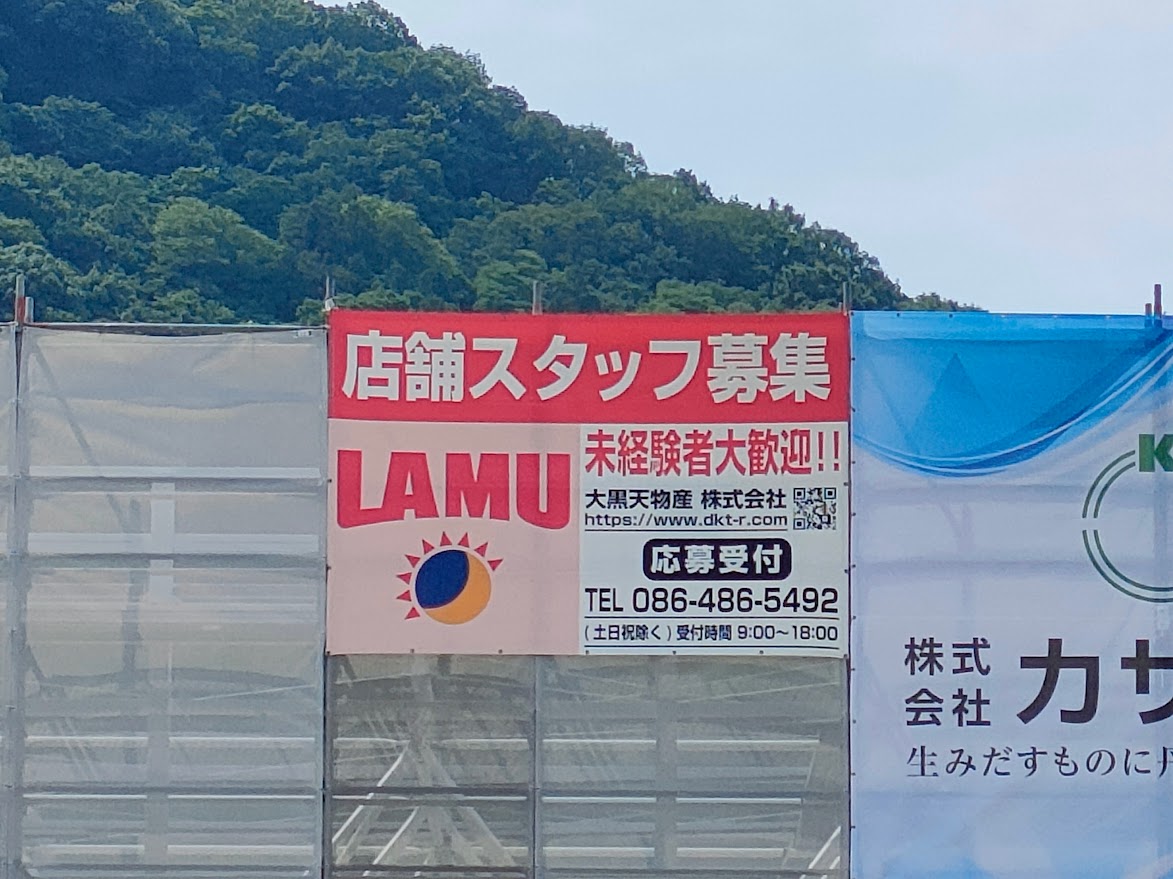 店舗スタッフ募集
LAMU
未経験者大歓迎!!
大黒天物産 株式会社
https://www.dkt-r.com
応募受付
TEL 086-486-5492
(土日祝除く) 受付時間 9:00〜18:00
K
株式
会社
カサ
生みだすものに